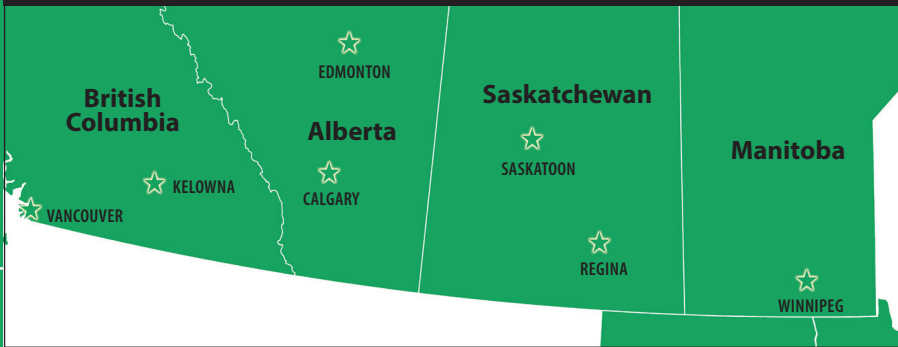 EDMONTON
British
Columbia
Saskatchewan
Alberta
Manitoba
SASKATOON
KELOWNA
CALGARY
VANCOUVER
REGINA
WINNIPEG